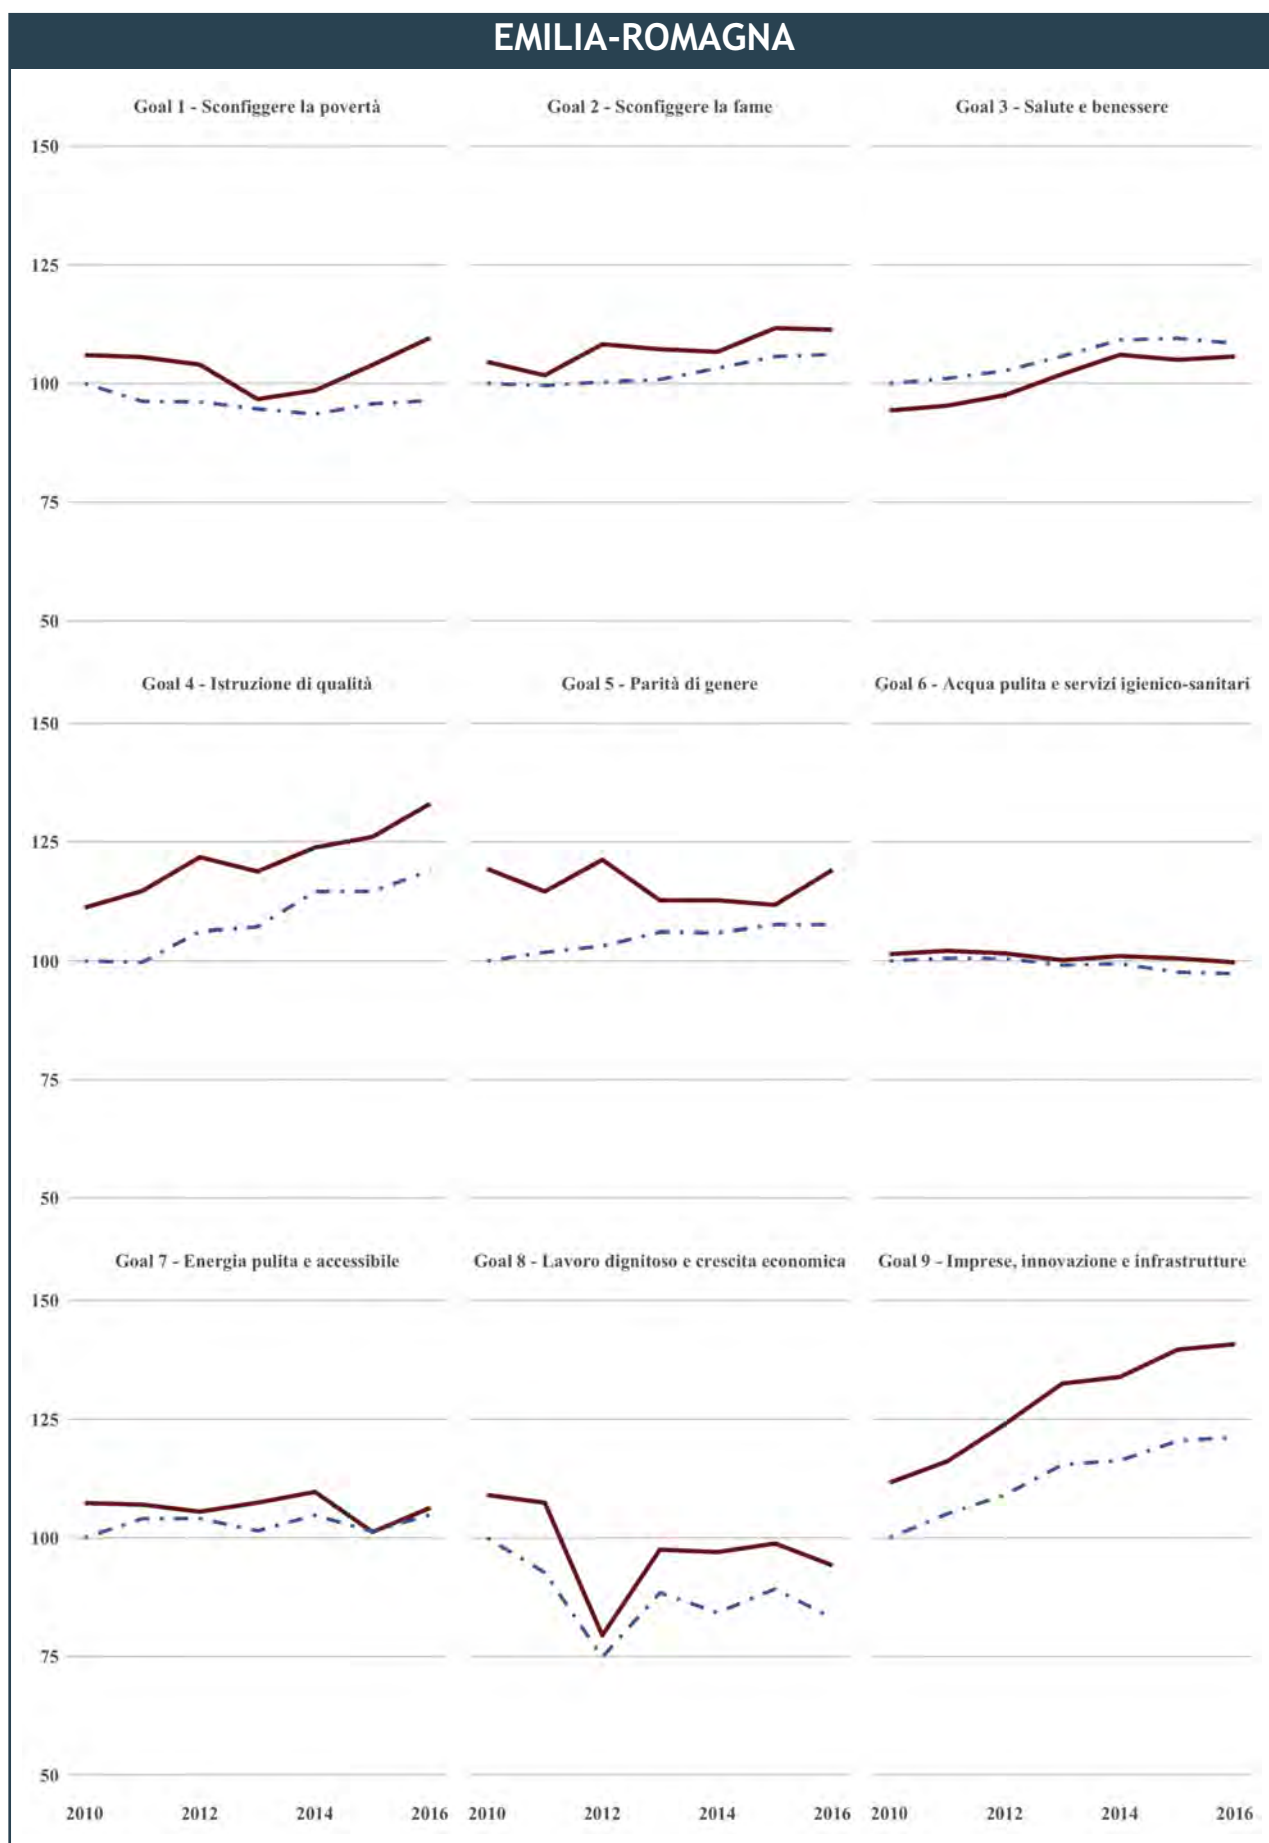 EMILIA-ROMAGNA
Goal 1 - Sconfiggere la povertà
Goal 2 - Sconfiggere la fame
Goal 3 - Salute e benessere
150
125
100
75
50
Goal 4 - Istruzione di qualità
Goal 5 - Parità di genere
Goal 6 - Acqua pulita e servizi igienico-sanitari
150
125
100
75
50
Goal 7 - Energia pulita e accessibile
Goal 8 - Lavoro dignitoso e crescita economica
Goal 9 - Imprese, innovazione e infrastrutture
150
125
100
75
50
2010 2012 2014 2016
2010 2012 2014 2016
2010 2012 2014 2016